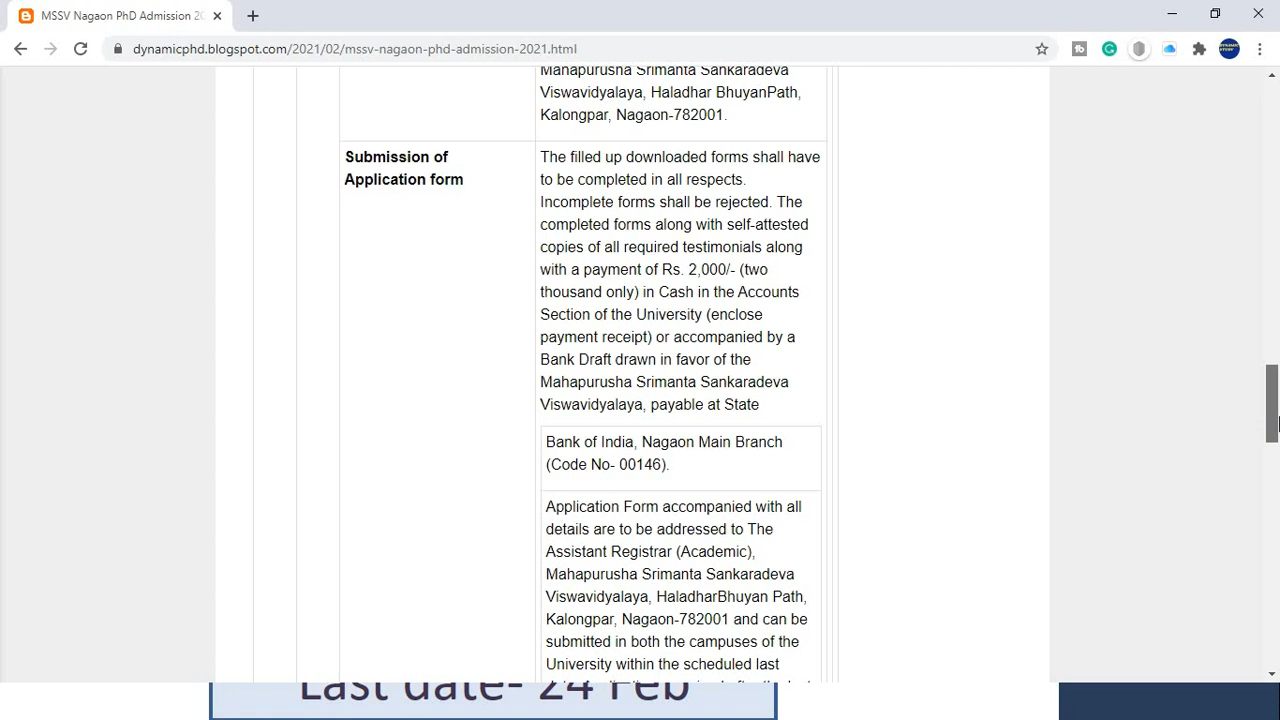 MSSV Nagaon PhD Admission 20
dynamicphd.blogspot.com/2021/02/mssv-nagaon-phd-admission-2021.html
Mahapurusha Srimanta Sankaradeva
Viswavidyalaya, Haladhar BhuyanPath,
Kalongpar, Nagaon-782001.
Submission of
Application form
The filled up downloaded forms shall have
to be completed in all respects.
Incomplete forms shall be rejected. The
completed forms along with self-attested
copies of all required testimonials along
with a payment of Rs. 2,000/- (two
thousand only) in Cash in the Accounts
Section of the University (enclose
payment receipt) or accompanied by a
Bank Draft drawn in favor of the
Mahapurusha Srimanta Sankaradeva
Viswavidyalaya, payable at State
Bank of India, Nagaon Main Branch
(Code No- 00146).
Application Form accompanied with all
details are to be addressed to The
Assistant Registrar (Academic),
Mahapurusha Srimanta Sankaradeva
Viswavidyalaya, HaladharBhuyan Path,
Kalongpar, Nagaon-782001 and can be
submitted in both the campuses of the
University within the scheduled last
Last date- 24 Feb